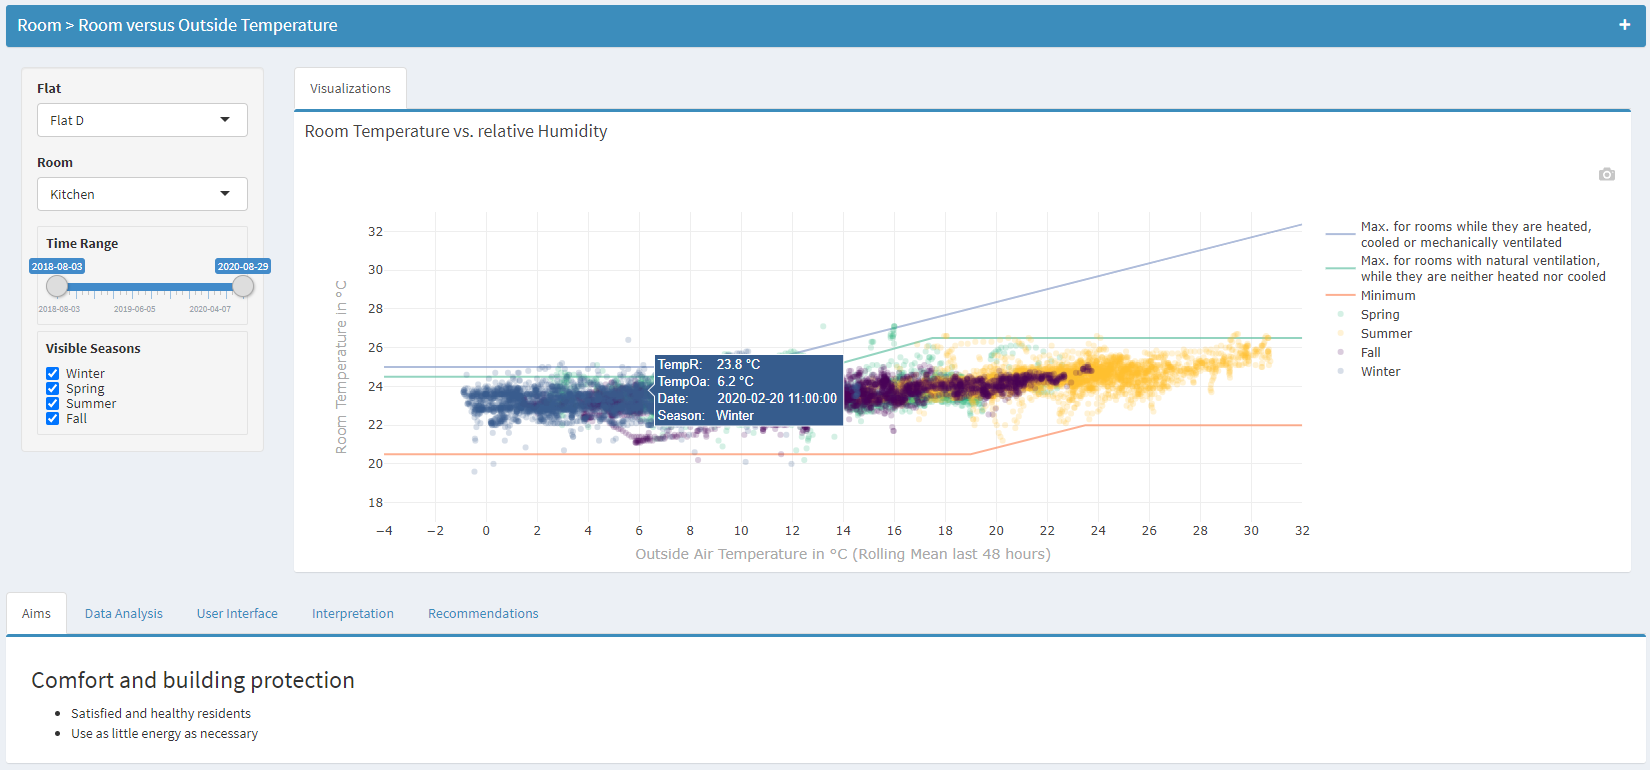 Room > Room versus Outside Temperature
Flat
Flat D
Room
Kitchen
Time Range
2018-08-03 2020-08-29
2018-08-03 2019-06-05 2020-04-07
Visible Seasons
Winter
Spring
Summer
Fall
Visualizations
Room Temperature vs. relative Humidity
Room Temperature in °C
32
30
28
26
24
22
20
18
TempR: 23.8 °C
TempOa: 6.2 °C
Date: 2020-02-20 11:00:00
Season: Winter
−4 −2 0 2 4 6 8 10 12 14 16 18 20 22 24 26 28 30 32
Outside Air Temperature in °C (Rolling Mean last 48 hours)
Max. for rooms while they are heated,
cooled or mechanically ventilated
Max. for rooms with natural ventilation,
while they are neither heated nor cooled
Minimum
Spring
Summer
Fall
Winter
Aims Data Analysis User Interface Interpretation Recommendations
Comfort and building protection
Satisfied and healthy residents
Use as little energy as necessary